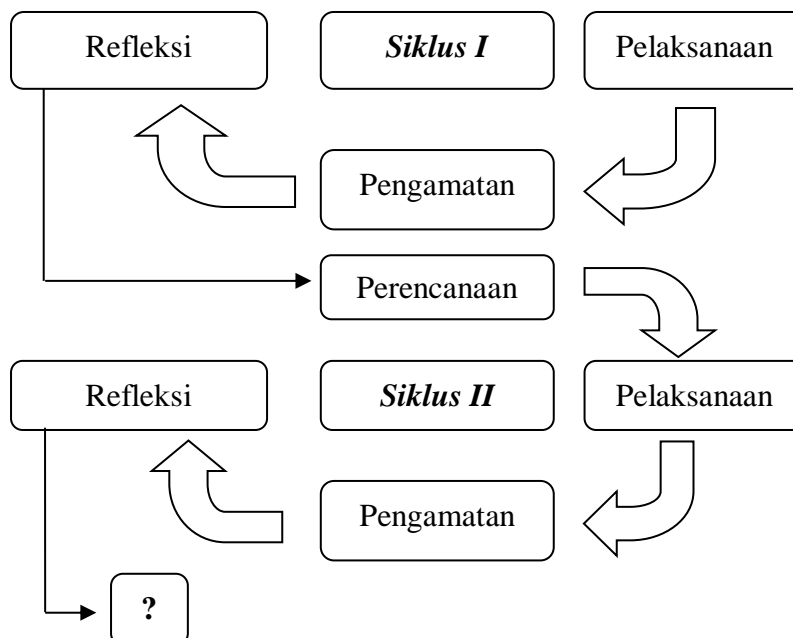 Refleksi
Siklus I
Pelaksanaan
Pengamatan
Perencanaan
Refleksi
Siklus II
Pelaksanaan
Pengamatan
?